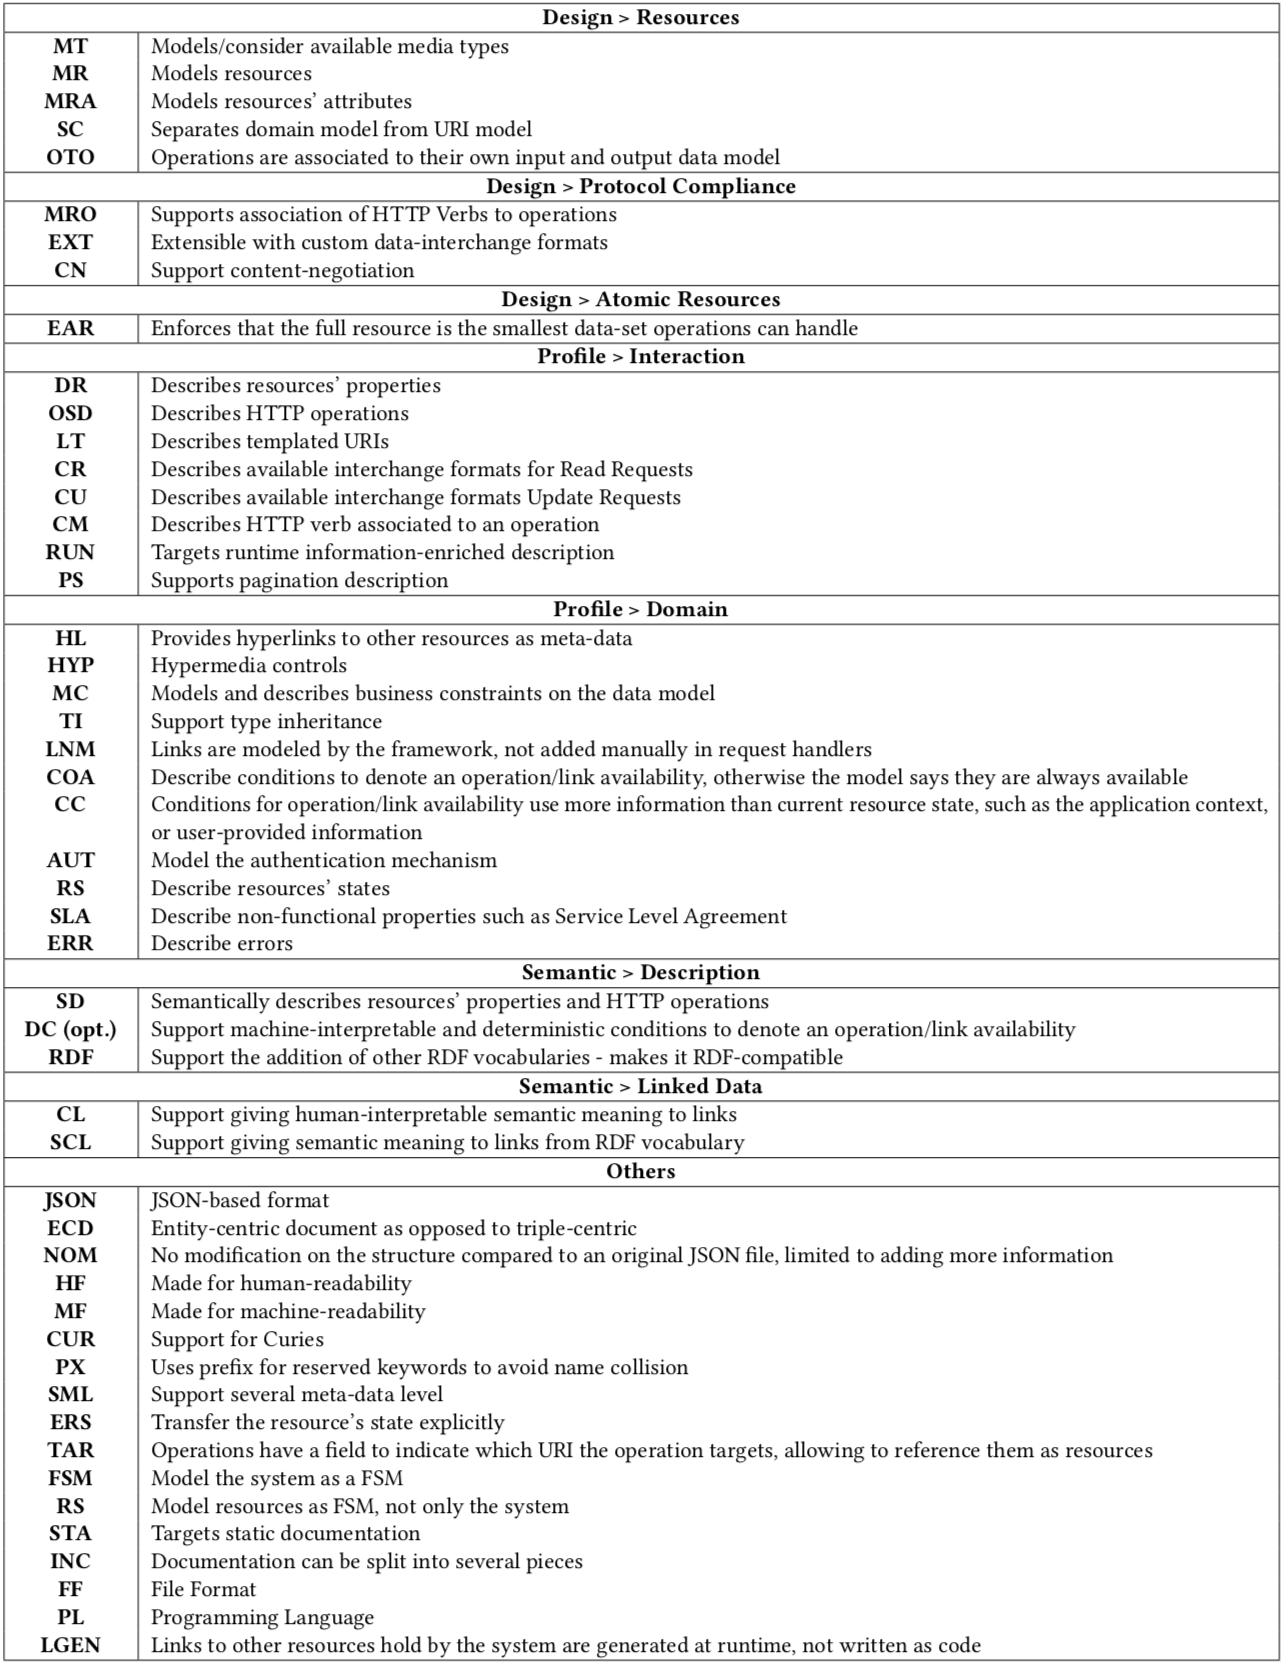 Design > Resources
MT Models/consider available media types
MR Models resources
MRA Models resources’ attributes
SC Separates domain model from URI model
OTO Operations are associated to their own input and output data model
Design > Protocol Compliance
MRO Supports association of HTTP Verbs to operations
EXT Extensible with custom data-interchange formats
CN Support content-negotiation
Design > Atomic Resources
EAR Enforces that the full resource is the smallest data-set operations can handle
Profile > Interaction
DR Describes resources’ properties
OSD Describes HTTP operations
LT Describes templated URIs
CR Describes available interchange formats for Read Requests
CU Describes available interchange formats Update Requests
CM Describes HTTP verb associated to an operation
RUN Targets runtime information-enriched description
PS Supports pagination description
Profile > Domain
HL Provides hyperlinks to other resources as meta-data
HYP Hypermedia controls
MC Models and describes business constraints on the data model
TI Support type inheritance
LNM Links are modeled by the framework, not added manually in request handlers
COA Describe conditions to denote an operation/link availability, otherwise the model says they are always available
CC Conditions for operation/link availability use more information than current resource state, such as the application context,
or user-provided information
AUT Model the authentication mechanism
RS Describe resources’ states
SLA Describe non-functional properties such as Service Level Agreement
ERR Describe errors
Semantic > Description
SD Semantically describes resources’ properties and HTTP operations
DC (opt.) Support machine-interpretable and deterministic conditions to denote an operation/link availability
RDF Support the addition of other RDF vocabularies - makes it RDF-compatible
Semantic > Linked Data
CL Support giving human-interpretable semantic meaning to links
SCL Support giving semantic meaning to links from RDF vocabulary
Others
JSON JSON-based format
ECD Entity-centric document as opposed to triple-centric
NOM No modification on the structure compared to an original JSON file, limited to adding more information
HF Made for human-readability
MF Made for machine-readability
CUR Support for Curies
PX Uses prefix for reserved keywords to avoid name collision
SML Support several meta-data level
ERS Transfer the resource’s state explicitly
TAR Operations have a field to indicate which URI the operation targets, allowing to reference them as resources
FSM Model the system as a FSM
RS Model resources as FSM, not only the system
STA Targets static documentation
INC Documentation can be split into several pieces
FF File Format
PL Programming Language
LGEN Links to other resources hold by the system are generated at runtime, not written as code